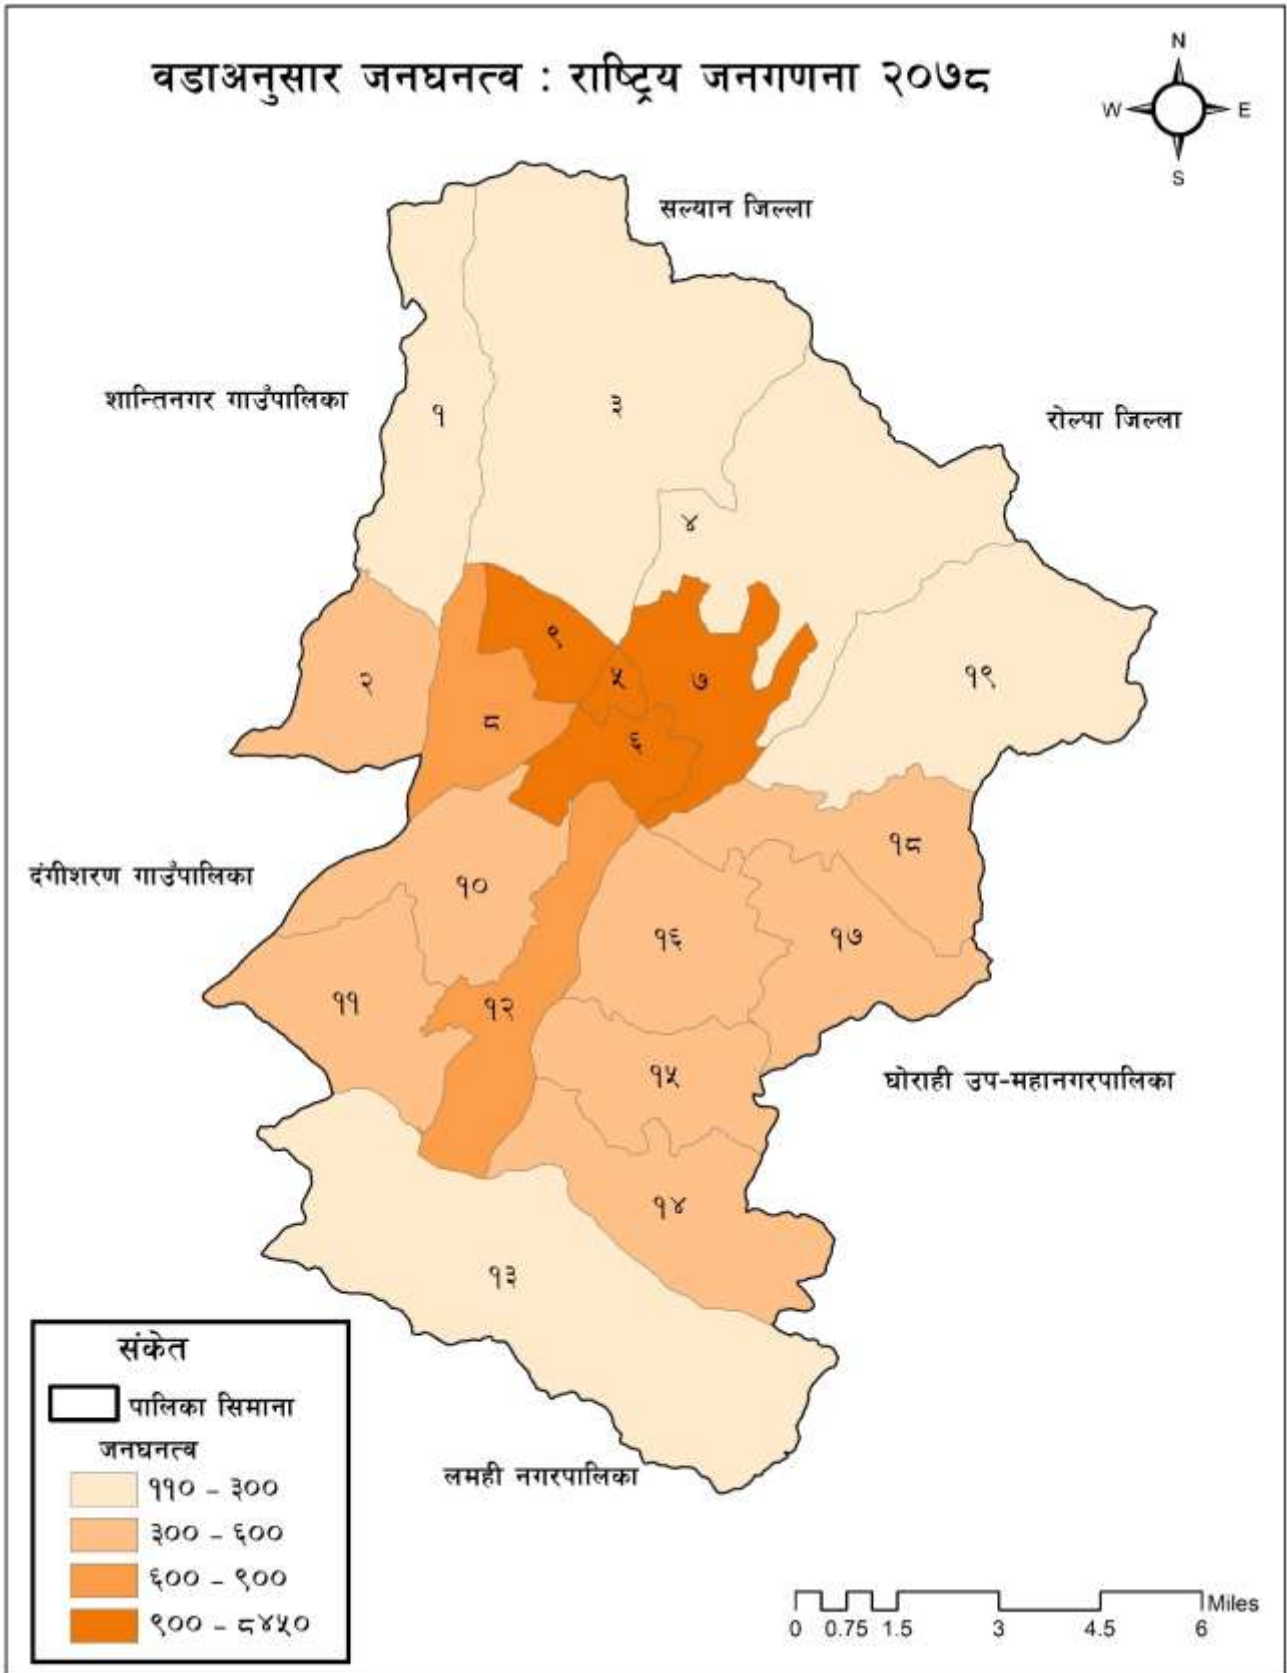 वडाअनुसार जनघनत्व : राष्ट्रिय जनगणना २०७८
N
W E
S
सल्यान जिल्ला
शान्तिनगर गाउँपालिका
रोल्पा जिल्ला
१
३
४
९
५
७
२
१९
८
६
१८
दंगीशरण गाउँपालिका
१०
१६
१७
११
१२
१५
घोराही उप-महानगरपालिका
१४
१३
संकेत
पालिका सिमाना
जनघनत्व
११० - ३००
३०० - ६००
६०० - ९००
९०० - ८४५०
लमही नगरपालिका
Miles
0 0.75 1.5 3 4.5 6